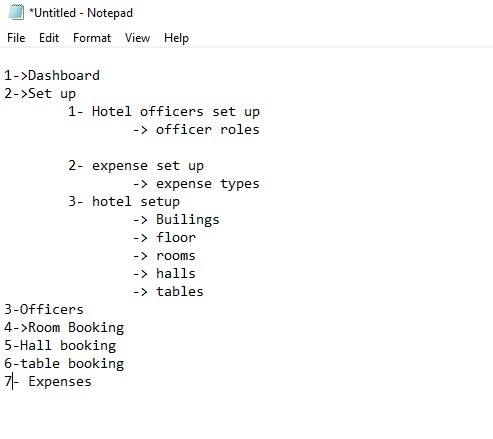 *Untitled - Notepad
File Edit Format View Help
1->Dashboard
2->Set up
1- Hotel officers set up
-> officer roles
2- expense set up
-> expense types
3- hotel setup
-> Builings
-> floor
-> rooms
-> halls
-> tables
3-Officers
4->Room Booking
5-Hall booking
6-table booking
7- Expenses